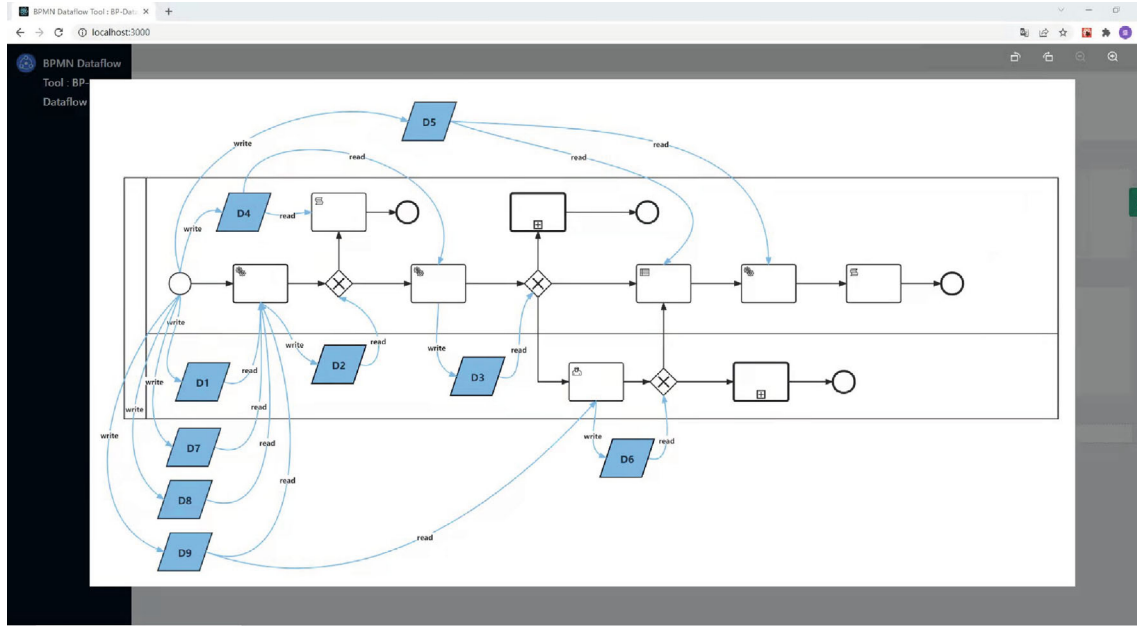 BPMN Dataflow Tool : BP-Dat
localhost:3000
BPMN Dataflow
Tool : BP-
Dataflow
D5
write
read
read
read
D4
read
write
write
write
D2
read
write
D3
read
D1
read
write
write
read
write
D7
read
write
D6
read
D8
read
D9
read